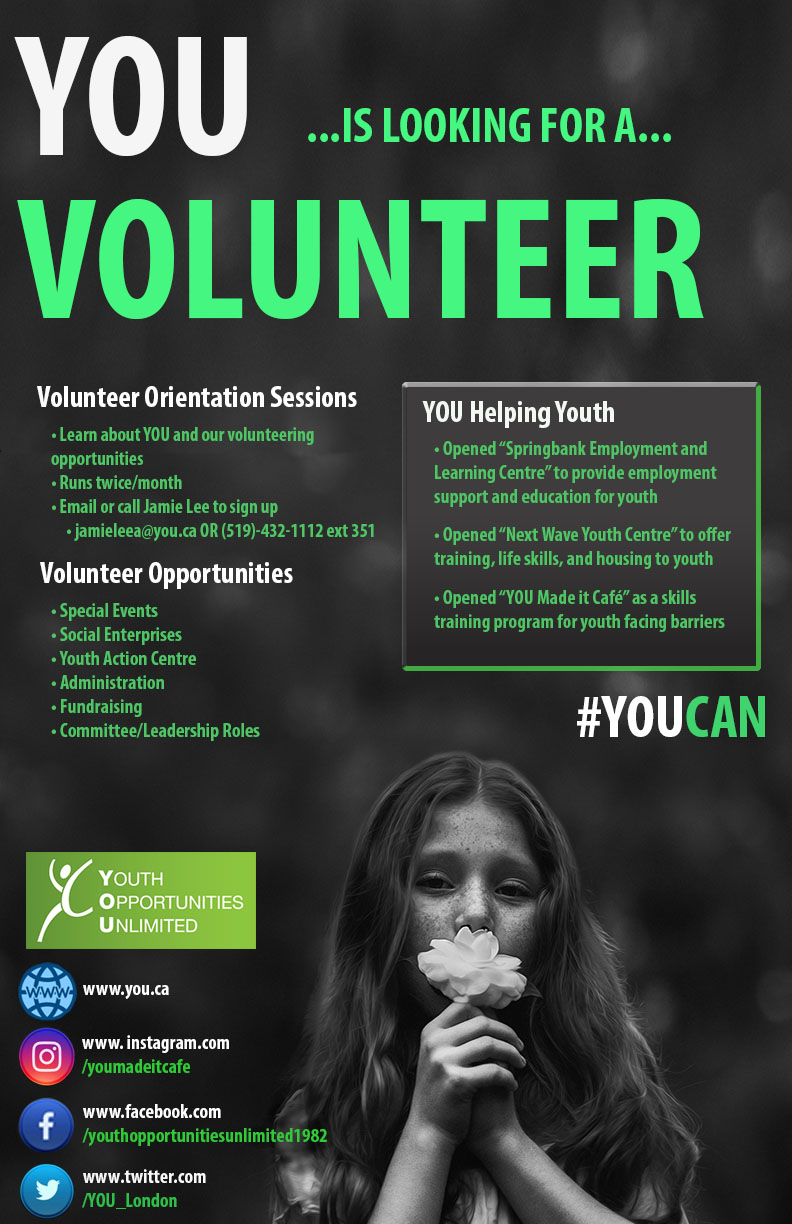 YOU
...IS LOOKING FOR A...
VOLUNTEER
Volunteer Orientation Sessions
• Learn about YOU and our volunteering
opportunities
• Runs twice/month
• Email or call Jamie Lee to sign up
• jamieleea@you.ca OR (519)-432-1112 ext 351
Volunteer Opportunities
• Special Events
• Social Enterprises
• Youth Action Centre
• Administration
• Fundraising
• Committee/Leadership Roles
YOU Helping Youth
• Opened “Springbank Employment and
Learning Centre” to provide employment
support and education for youth
• Opened “Next Wave Youth Centre” to offer
training, life skills, and housing to youth
• Opened “YOU Made it Café” as a skills
training program for youth facing barriers
#YOUCAN
YOUTH
OPPORTUNITIES
UNLIMITED
WWW
www.you.ca
www. instagram.com
/youmadeitcafe
f
www.facebook.com
/youthopportunitiesunlimited1982
www.twitter.com
/YOU_London